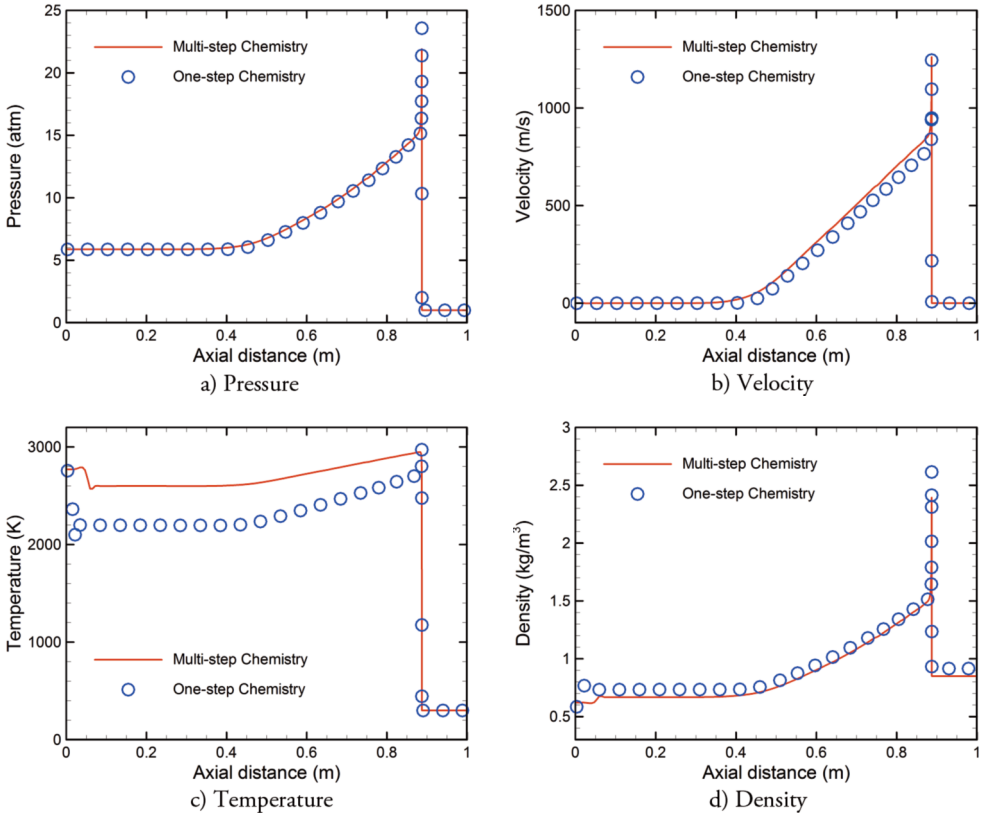 25
20
15
10
5
0
Pressure (atm)
Multi-step Chemistry
One-step Chemistry
0 0.2 0.4 0.6 0.8 1
Axial distance (m)
a) Pressure
1500
1000
500
0
Velocity (m/s)
Multi-step Chemistry
One-step Chemistry
0 0.2 0.4 0.6 0.8 1
Axial distance (m)
b) Velocity
3000
2000
1000
0
Temperature (K)
Multi-step Chemistry
One-step Chemistry
0 0.2 0.4 0.6 0.8 1
Axial distance (m)
c) Temperature
3
2.5
2
1.5
1
0.5
Density (kg/m³)
Multi-step Chemistry
One-step Chemistry
0 0.2 0.4 0.6 0.8 1
Axial distance (m)
d) Density